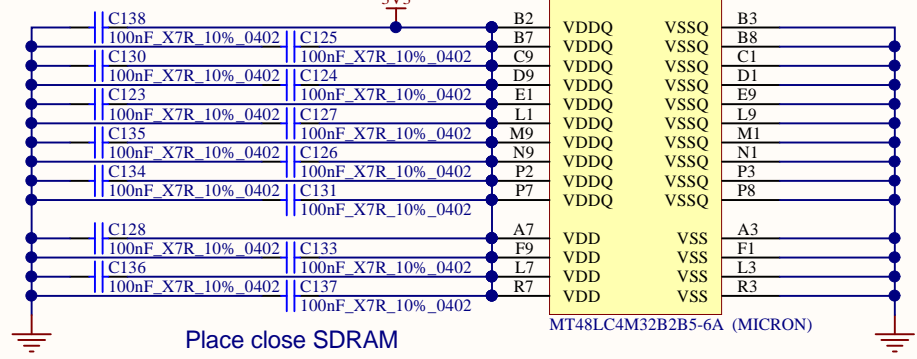 C138 B2 VDDQ VSSQ B3
100nF_X7R_10%_0402 C125 B7 VDDQ VSSQ B8
C130 100nF_X7R_10%_0402 C9 VDDQ VSSQ C1
100nF_X7R_10%_0402 C124 D9 VDDQ VSSQ D1
C123 100nF_X7R_10%_0402 E1 VDDQ VSSQ E9
100nF_X7R_10%_0402 C127 L1 VDDQ VSSQ L9
C135 100nF_X7R_10%_0402 M9 VDDQ VSSQ M1
100nF_X7R_10%_0402 C126 N9 VDDQ VSSQ N1
C134 100nF_X7R_10%_0402 P2 VDDQ VSSQ P3
100nF_X7R_10%_0402 C131 P7 VDDQ VSSQ P8
100nF_X7R_10%_0402
C128 A7 VDD VSS A3
100nF_X7R_10%_0402 C133 F9 VDD VSS F1
C136 100nF_X7R_10%_0402 L7 VDD VSS L3
100nF_X7R_10%_0402 C137 R7 VDD VSS R3
100nF_X7R_10%_0402
MT48LC4M32B2B5-6A (MICRON)
Place close SDRAM